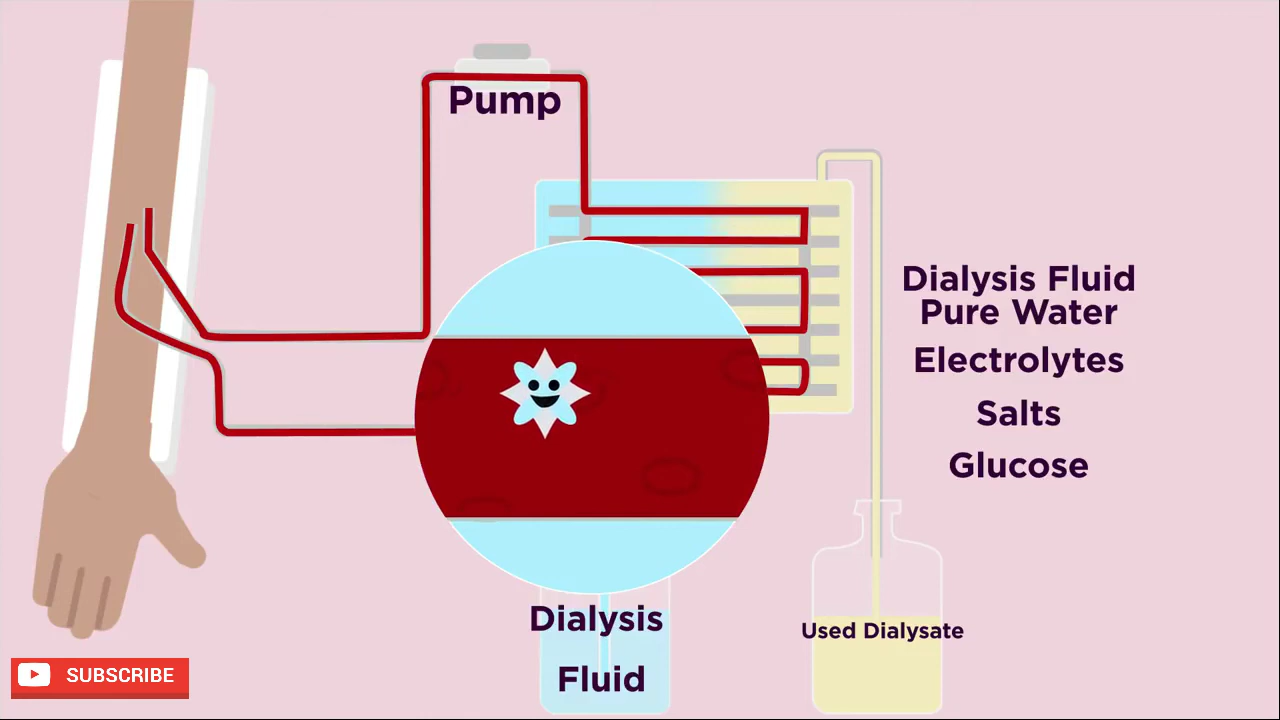 Pump
Dialysis Fluid
Pure Water
Electrolytes
Salts
Glucose
Dialysis
Fluid
Used Dialysate
SUBSCRIBE